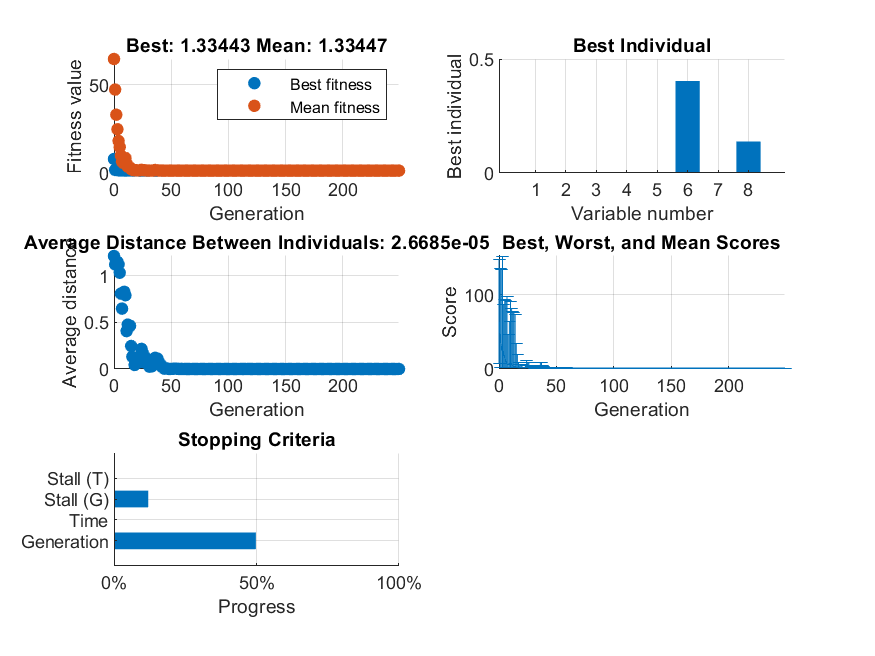 Best: 1.33443 Mean: 1.33447
Fitness value
50
0
Best fitness
Mean fitness
0 50 100 150 200
Generation
Best Individual
Best individual
0.5
0
1 2 3 4 5 6 7 8
Variable number
Average Distance Between Individuals: 2.6685e-05
Average distance
1
0.5
0
0 50 100 150 200
Generation
Best, Worst, and Mean Scores
Score
100
0
0 50 100 150 200
Generation
Stopping Criteria
Stall (T)
Stall (G)
Time
Generation
0% 50% 100%
Progress